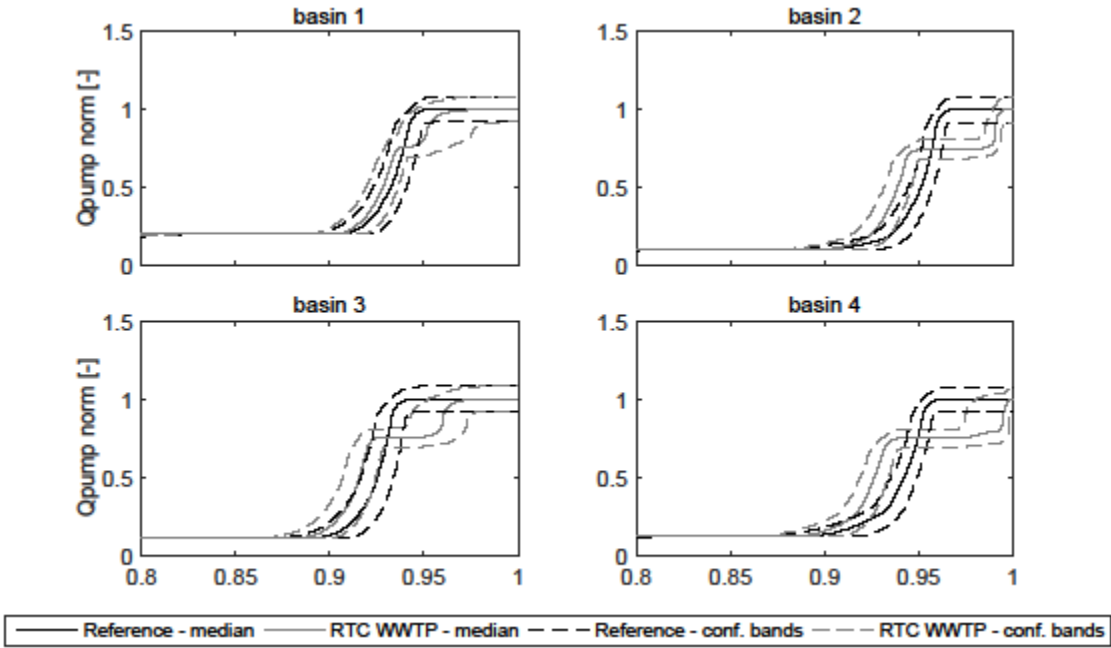 basin 1
basin 2
1.5
1
0.5
0
Qpump norm [-]
1.5
1
0.5
0
basin 3
basin 4
1.5
1
0.5
0
Qpump norm [-]
0.8 0.85 0.9 0.95 1
1.5
1
0.5
0
0.8 0.85 0.9 0.95 1
Reference - median RTC WWTP - median Reference - conf. bands RTC WWTP - conf. bands